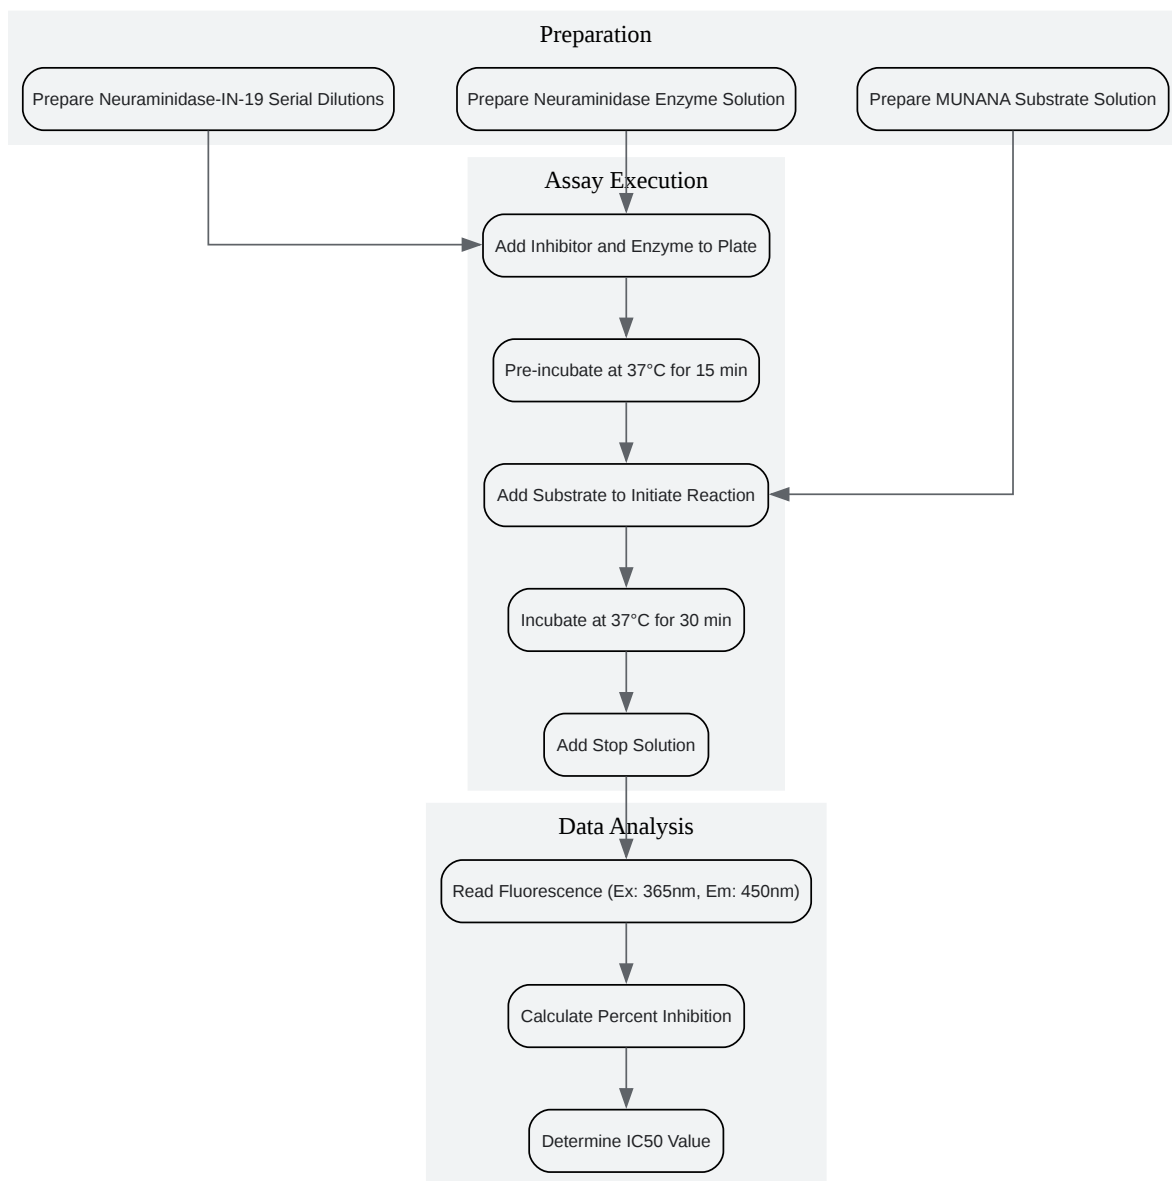 Preparation
Prepare Neuraminidase-IN-19 Serial Dilutions
Prepare Neuraminidase Enzyme Solution
Prepare MUNANA Substrate Solution
Assay Execution
Add Inhibitor and Enzyme to Plate
Pre-incubate at 37°C for 15 min
Add Substrate to Initiate Reaction
Incubate at 37°C for 30 min
Add Stop Solution
Data Analysis
Read Fluorescence (Ex: 365nm, Em: 450nm)
Calculate Percent Inhibition
Determine IC50 Value